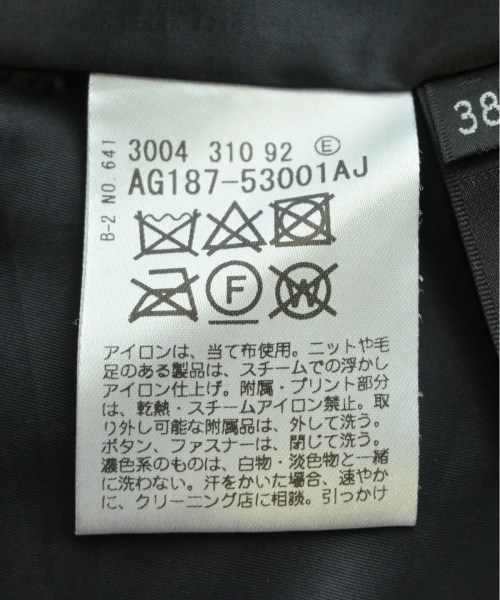 B-2 NO. 641
3004 310 92 Ⓔ
AG187-53001AJ
F W
アイロンは、当て布使用。ニットや毛
足のある製品は、スチームでの浮かし
アイロン仕上げ。附属・プリント部分
は、乾熱・スチームアイロン禁止。取
り外し可能な附属品は、外して洗う。
ボタン、ファスナーは、閉じて洗う。
濃色系のものは、白物・淡色物と一緒
に洗わない。汗をかいた場合、速やか
に、クリーニング店に相談。引っかけ
38